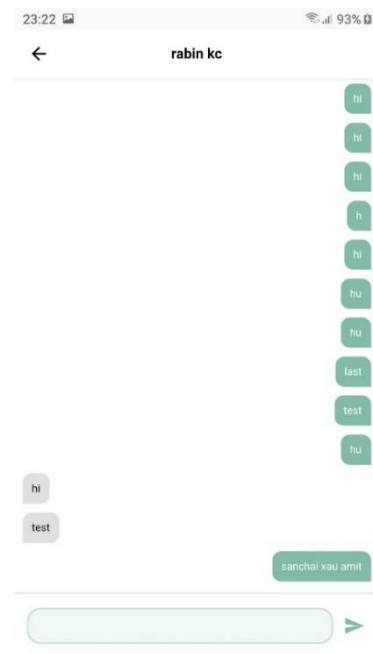 23:22 93%
rabin kc
hi
hi
hi
h
hi
hu
hu
last
test
hu
hi
test
sanchai xau amit